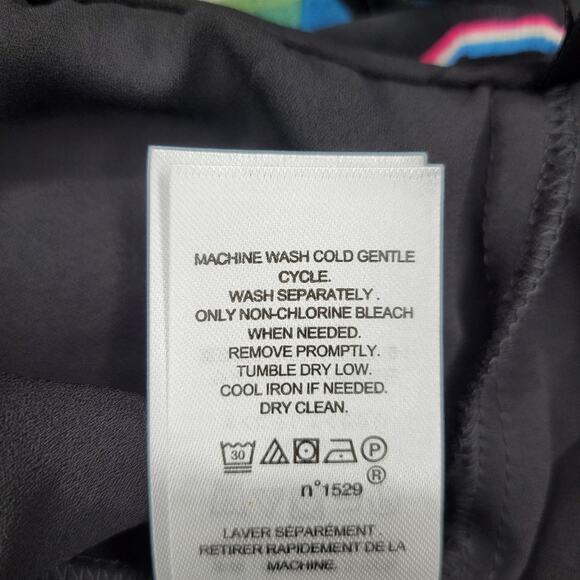 MACHINE WASH COLD GENTLE
CYCLE.
WASH SEPARATELY .
ONLY NON-CHLORINE BLEACH
WHEN NEEDED.
REMOVE PROMPTLY.
TUMBLE DRY LOW.
COOL IRON IF NEEDED.
DRY CLEAN.
30 P
®
n°1529
LAVER SÉPARÉMENT.
RETIRER RAPIDEMENT DE LA
MACHINE.